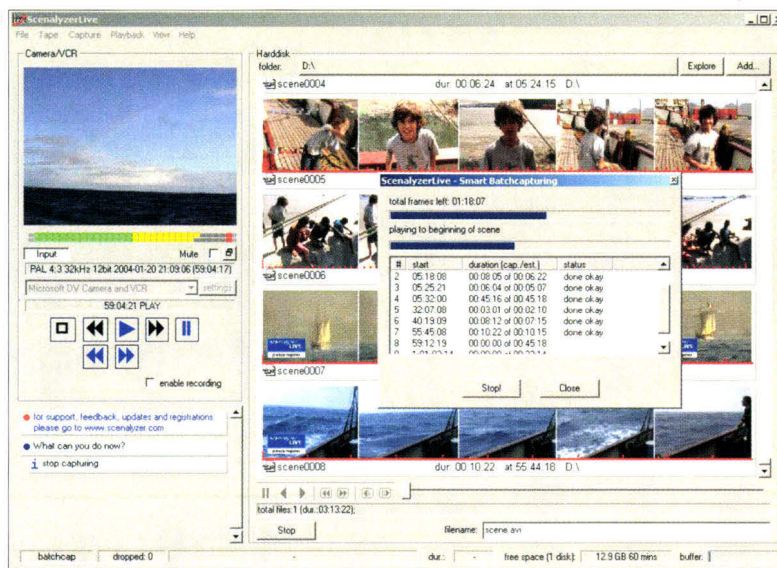 ScenalyzerLive
File Tape Capture Playback View Help
Camera/VCR
Input Mute
PAL 4:3 32kHz 12bit 2004-01-20 21:09:06 (59:04:17)
Microsoft DV Camera and VCR settings
59:04:21 PLAY
enable recording
for support, feedback, updates and registrations
please go to www.scenalyzer.com
What can you do now?
i stop capturing
Harddisk
folder: D:\ Explore Add...
scene0004 dur: 00:06:24 at:05:24:15 D:\
scene0005
scene0006
scene0007
scene0008 dur: 00:10:22 at:55:44:18 D:\
ScenalyzerLive - Smart Batchcapturing
total frames left: 01:18:07
playing to beginning of scene
# start duration (cap./est.) status
2 05:18:08 00:08:05 of 00:06:22 done okay
3 05:25:21 00:06:04 of 00:05:07 done okay
4 05:32:00 00:45:16 of 00:45:18 done okay
5 32:07:08 00:03:01 of 00:02:10 done okay
6 40:19:09 00:08:12 of 00:07:15 done okay
7 55:45:08 00:10:22 of 00:10:15 done okay
8 59:12:19 00:00:00 of 00:45:18
Stop! Close
total files:1 (dur.:03:13:22);
Stop filename: scene.avi
batchcap dropped: 0 - dur.: - free space (1 disk): 12.9 GB 60 mins buffer: